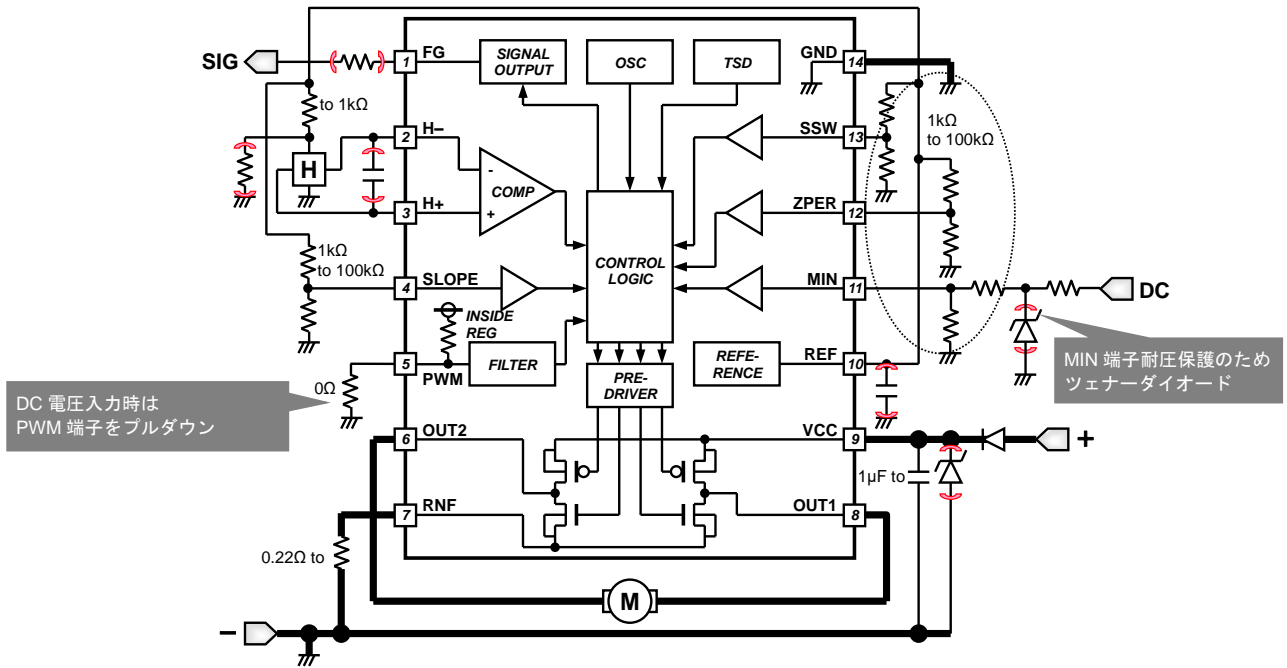 SIG
1
FG
SIGNAL
OUTPUT
OSC
TSD
GND
14
to 1kΩ
1kΩ
to 100kΩ
2
H−
SSW
13
H
-
COMP
+
3
H+
ZPER
12
CONTROL
LOGIC
1kΩ
to 100kΩ
4
SLOPE
MIN
11
DC
INSIDE
REG
5
PWM
FILTER
REFE-
RENCE
REF
10
MIN 端子耐圧保護のため
ツェナーダイオード
0Ω
DC 電圧入力時は
PWM 端子をプルダウン
PRE-
DRIVER
6
OUT2
VCC
9
+
1µF to
7
RNF
OUT1
8
0.22Ω to
M
−